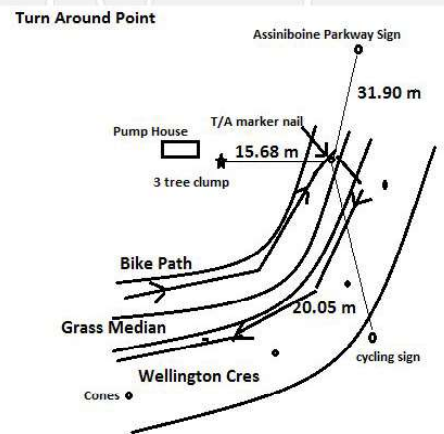 Turn Around Point
Assiniboine Parkway Sign
31.90 m
T/A marker nail
Pump House
15.68 m
3 tree clump
Bike Path
20.05 m
Grass Median
cycling sign
Wellington Cres
Cones